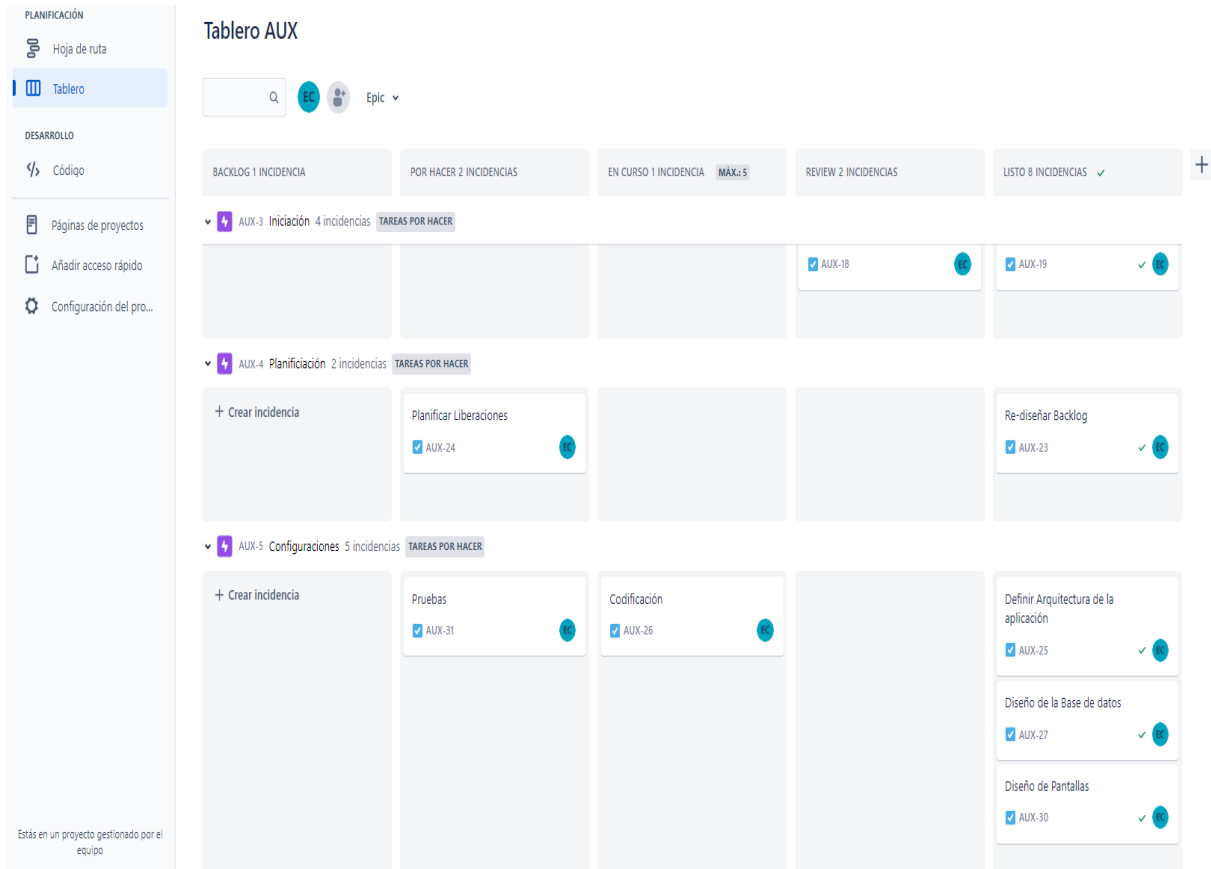 PLANIFICACIÓN
Hoja de ruta
Tablero
DESARROLLO
Código
Páginas de proyectos
Añadir acceso rápido
Configuración del pro...
Estás en un proyecto gestionado por el
equipo
Tablero AUX
EC
Epic
BACKLOG 1 INCIDENCIA
POR HACER 2 INCIDENCIAS
EN CURSO 1 INCIDENCIA MÁX.: 5
REVIEW 2 INCIDENCIAS
LISTO 8 INCIDENCIAS
AUX-3 Iniciación 4 incidencias TAREAS POR HACER
AUX-18 EC
AUX-19 EC
AUX-4 Planificiación 2 incidencias TAREAS POR HACER
+ Crear incidencia
Planificar Liberaciones
AUX-24 EC
Re-diseñar Backlog
AUX-23 EC
AUX-5 Configuraciones 5 incidencias TAREAS POR HACER
+ Crear incidencia
Pruebas
AUX-31 EC
Codificación
AUX-26 EC
Definir Arquitectura de la
aplicación
AUX-25 EC
Diseño de la Base de datos
AUX-27 EC
Diseño de Pantallas
AUX-30 EC